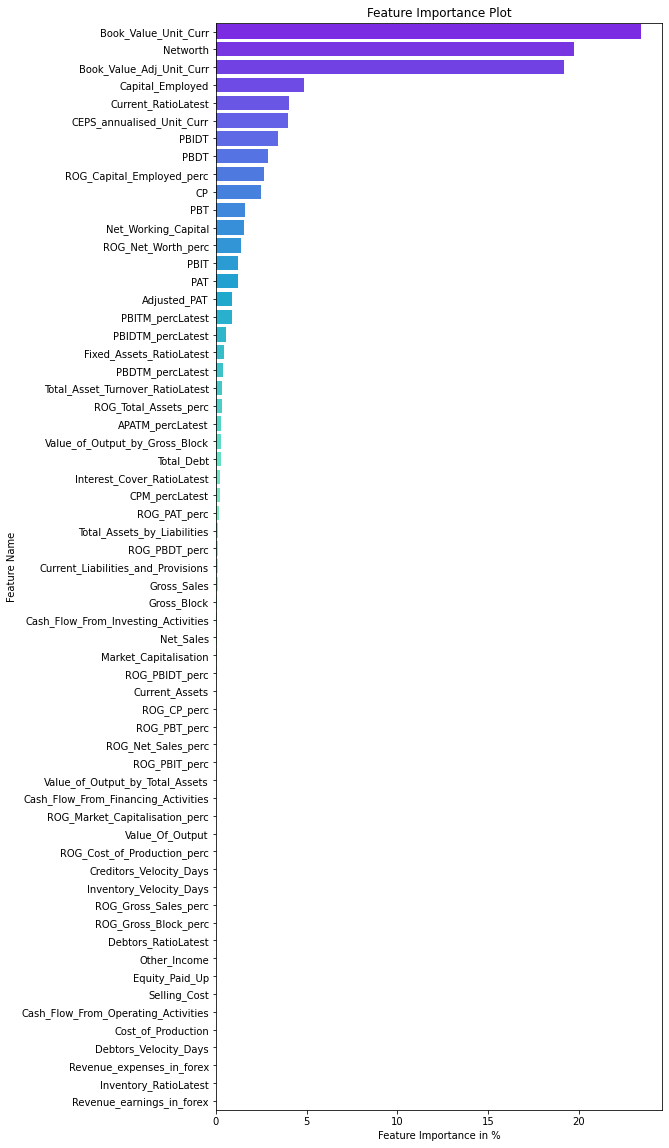 Feature Importance Plot
Book_Value_Unit_Curr
Networth
Book_Value_Adj_Unit_Curr
Capital_Employed
Current_RatioLatest
CEPS_annualised_Unit_Curr
PBIDT
PBDT
ROG_Capital_Employed_perc
CP
PBT
Net_Working_Capital
ROG_Net_Worth_perc
PBIT
PAT
Adjusted_PAT
PBITM_percLatest
PBIDTM_percLatest
Fixed_Assets_RatioLatest
PBDTM_percLatest
Total_Asset_Turnover_RatioLatest
ROG_Total_Assets_perc
APATM_percLatest
Value_of_Output_by_Gross_Block
Total_Debt
Interest_Cover_RatioLatest
CPM_percLatest
ROG_PAT_perc
Total_Assets_by_Liabilities
ROG_PBDT_perc
Current_Liabilities_and_Provisions
Gross_Sales
Gross_Block
Cash_Flow_From_Investing_Activities
Net_Sales
Market_Capitalisation
ROG_PBIDT_perc
Current_Assets
ROG_CP_perc
ROG_PBT_perc
ROG_Net_Sales_perc
ROG_PBIT_perc
Value_of_Output_by_Total_Assets
Cash_Flow_From_Financing_Activities
ROG_Market_Capitalisation_perc
Value_Of_Output
ROG_Cost_of_Production_perc
Creditors_Velocity_Days
Inventory_Velocity_Days
ROG_Gross_Sales_perc
ROG_Gross_Block_perc
Debtors_RatioLatest
Other_Income
Equity_Paid_Up
Selling_Cost
Cash_Flow_From_Operating_Activities
Cost_of_Production
Debtors_Velocity_Days
Revenue_expenses_in_forex
Inventory_RatioLatest
Revenue_earnings_in_forex
Feature Name
0 5 10 15 20
Feature Importance in %